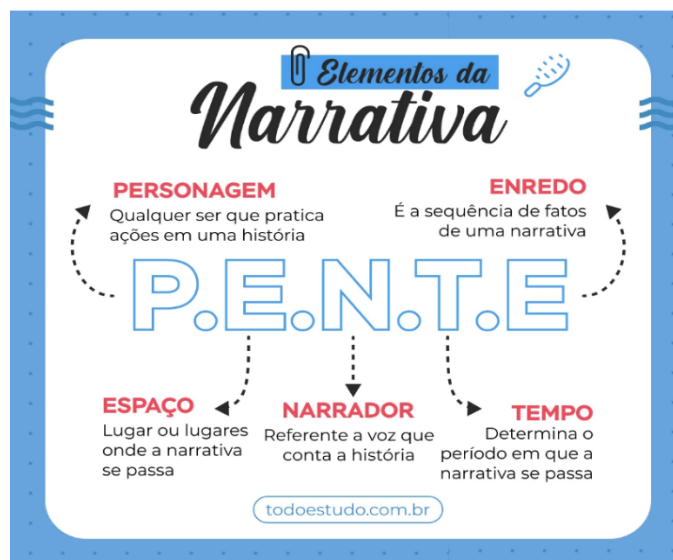 Elementos da
Narrativa
PERSONAGEM
Qualquer ser que pratica
ações em uma história
ENREDO
É a sequência de fatos
de uma narrativa
P.E.N.T.E
ESPAÇO
Lugar ou lugares
onde a narrativa
se passa
NARRADOR
Referente a voz que
conta a história
TEMPO
Determina o
período em que a
narrativa se passa
todoestudo.com.br